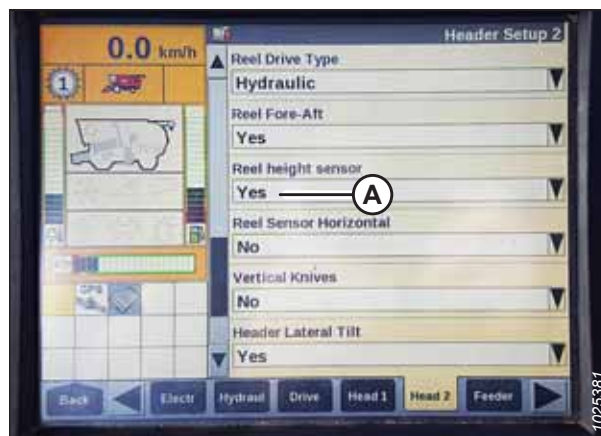 0.0 km/h
Header Setup 2
1
Reel Drive Type
Hydraulic
Reel Fore-Aft
Yes
Reel height sensor
Yes
A
Reel Sensor Horizontal
No
Vertical Knives
No
GPS
Header Lateral Tilt
Yes
Back
Electr
Hydraul
Drive
Head 1
Head 2
Feeder
1025381